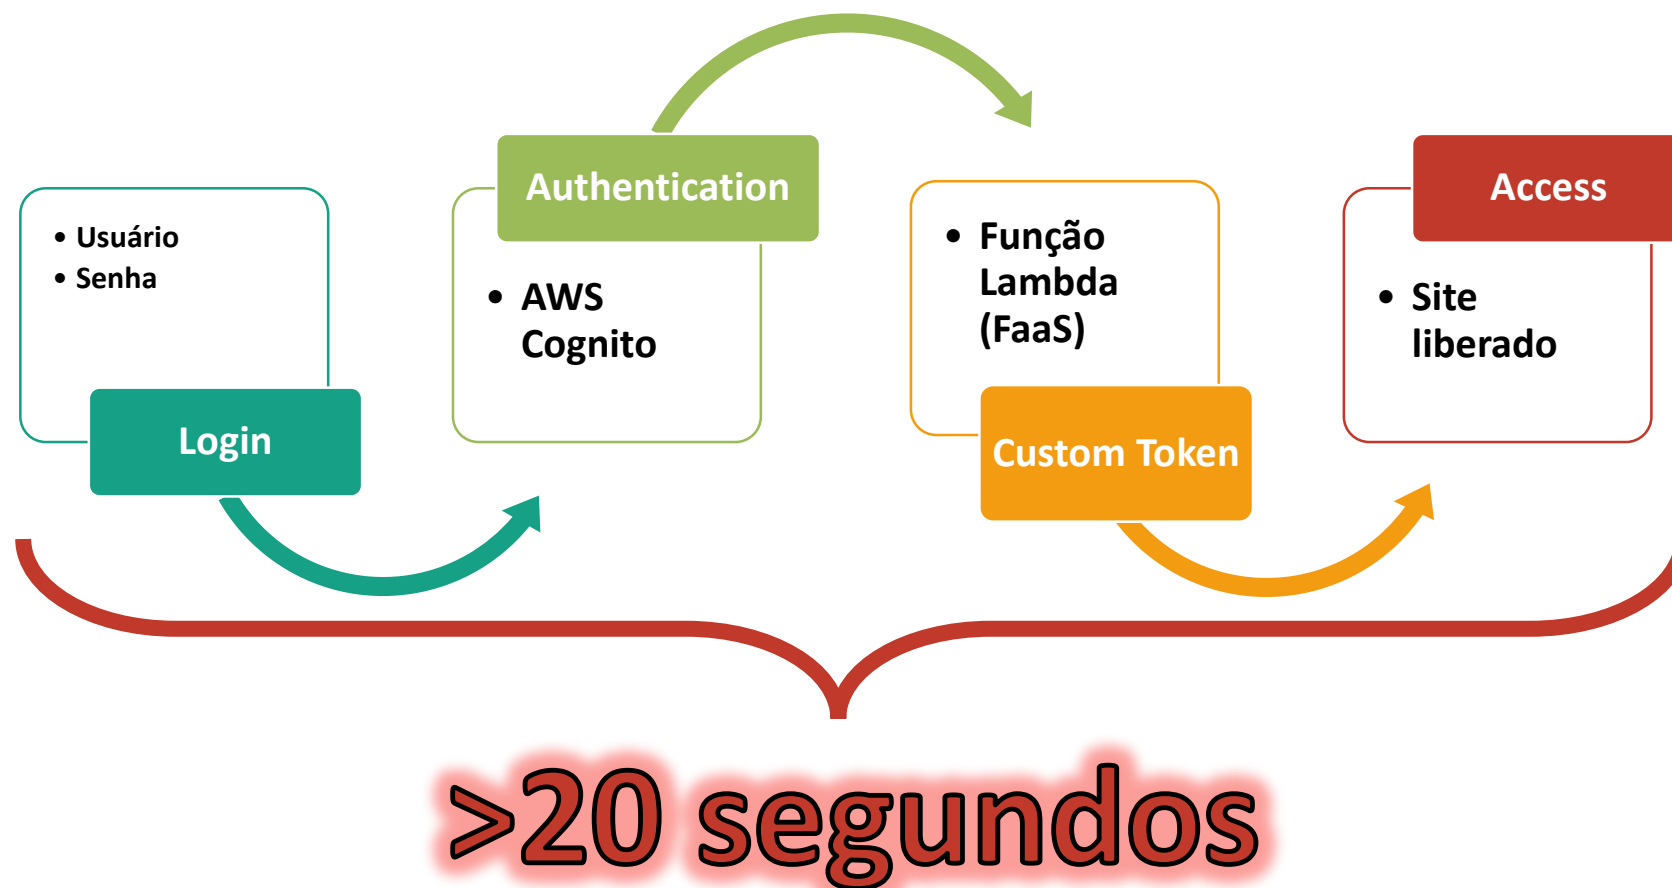 • Usuário
• Senha
Login
Authentication
• AWS
Cognito
• Função
Lambda
(FaaS)
Custom Token
Access
• Site
liberado
>20 segundos